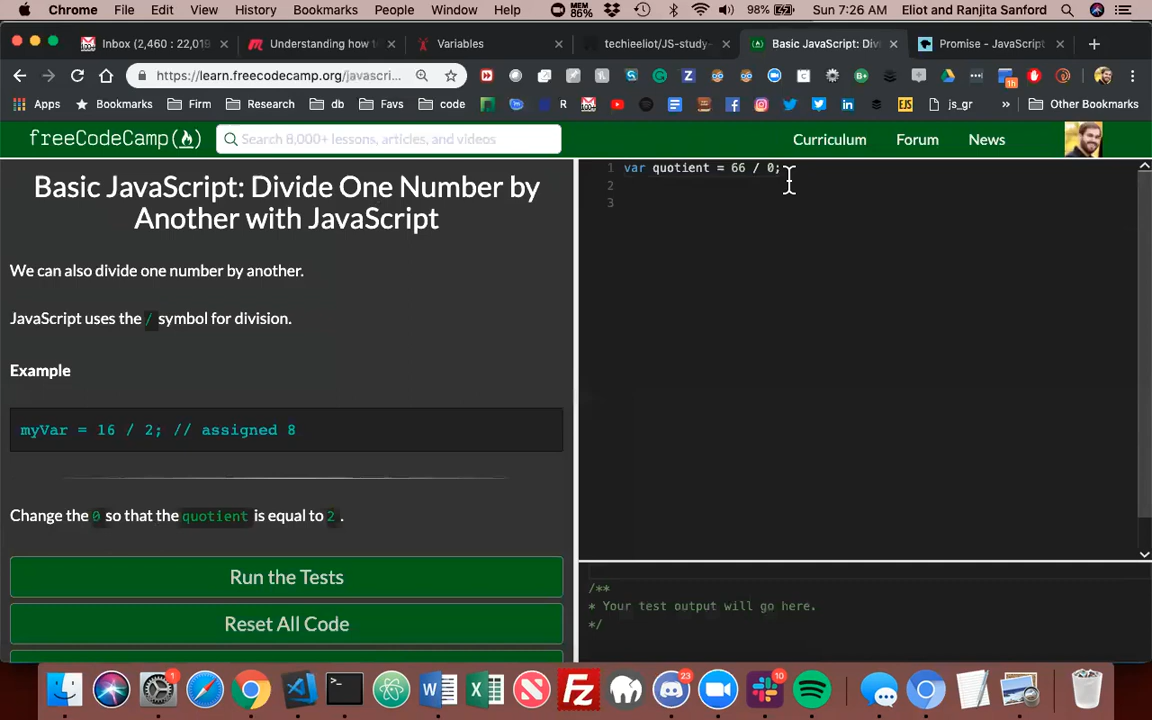 Chrome File Edit View History Bookmarks People Window Help MEM 86% 98% Sun 7:26 AM Eliot and Ranjita Sanford
Inbox (2,460 : 22,019 Understanding how t Variables techieeliot/JS-study- Basic JavaScript: Divi Promise - JavaScript
https://learn.freecodecamp.org/javascri...
Apps Bookmarks Firm Research db Favs code R EJS js_gr » Other Bookmarks
freeCodeCamp Search 8,000+ lessons, articles, and videos Curriculum Forum News
Basic JavaScript: Divide One Number by
Another with JavaScript
We can also divide one number by another.
JavaScript uses the / symbol for division.
Example
myVar = 16 / 2; // assigned 8
Change the 0 so that the quotient is equal to 2 .
Run the Tests
Reset All Code
1 var quotient = 66 / 0;
2
3
/**
* Your test output will go here.
*/